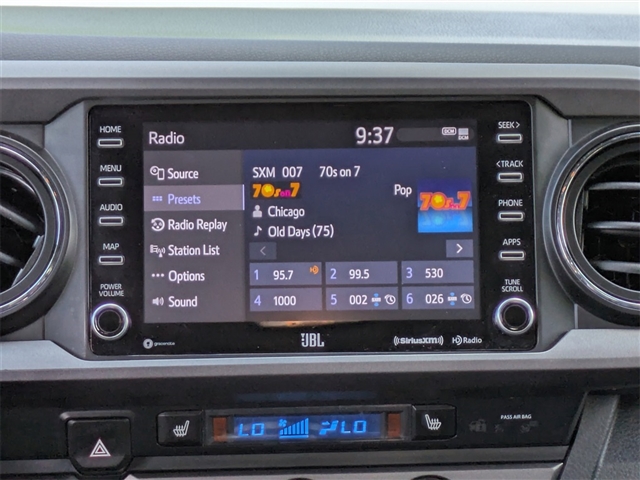 HOME
MENU
AUDIO
MAP
POWER
VOLUME
Radio
9:37
DCM
Source
Presets
Radio Replay
Station List
Options
Sound
SXM 007 70s on 7
70s on 7
Pop
70s on 7
Chicago
Old Days (75)
1 95.7
2 99.5
3 530
4 1000
5 002
6 026
SEEK >
< TRACK
PHONE
APPS
TUNE
SCROLL
gracenote
JBL
((SiriusXM))
HD Radio
LO
LO
PASS AIR BAG